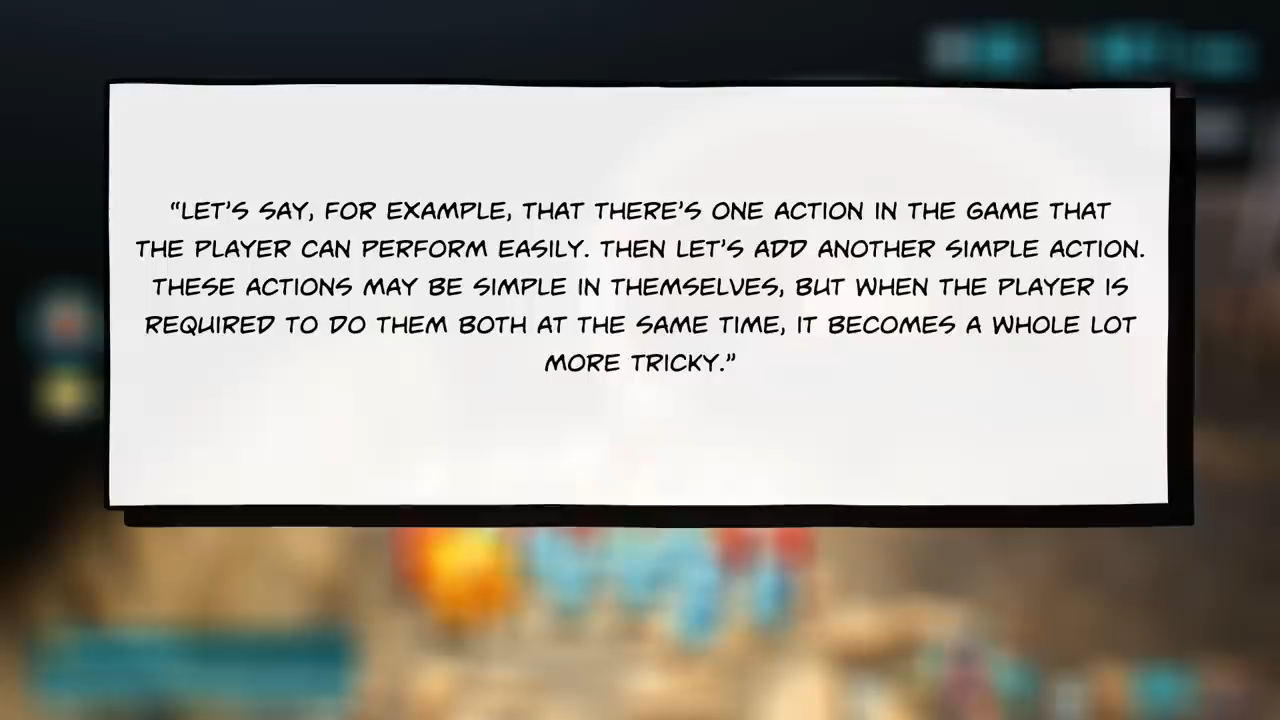 “LET’S SAY, FOR EXAMPLE, THAT THERE’S ONE ACTION IN THE GAME THAT
THE PLAYER CAN PERFORM EASILY. THEN LET’S ADD ANOTHER SIMPLE ACTION.
THESE ACTIONS MAY BE SIMPLE IN THEMSELVES, BUT WHEN THE PLAYER IS
REQUIRED TO DO THEM BOTH AT THE SAME TIME, IT BECOMES A WHOLE LOT
MORE TRICKY.”